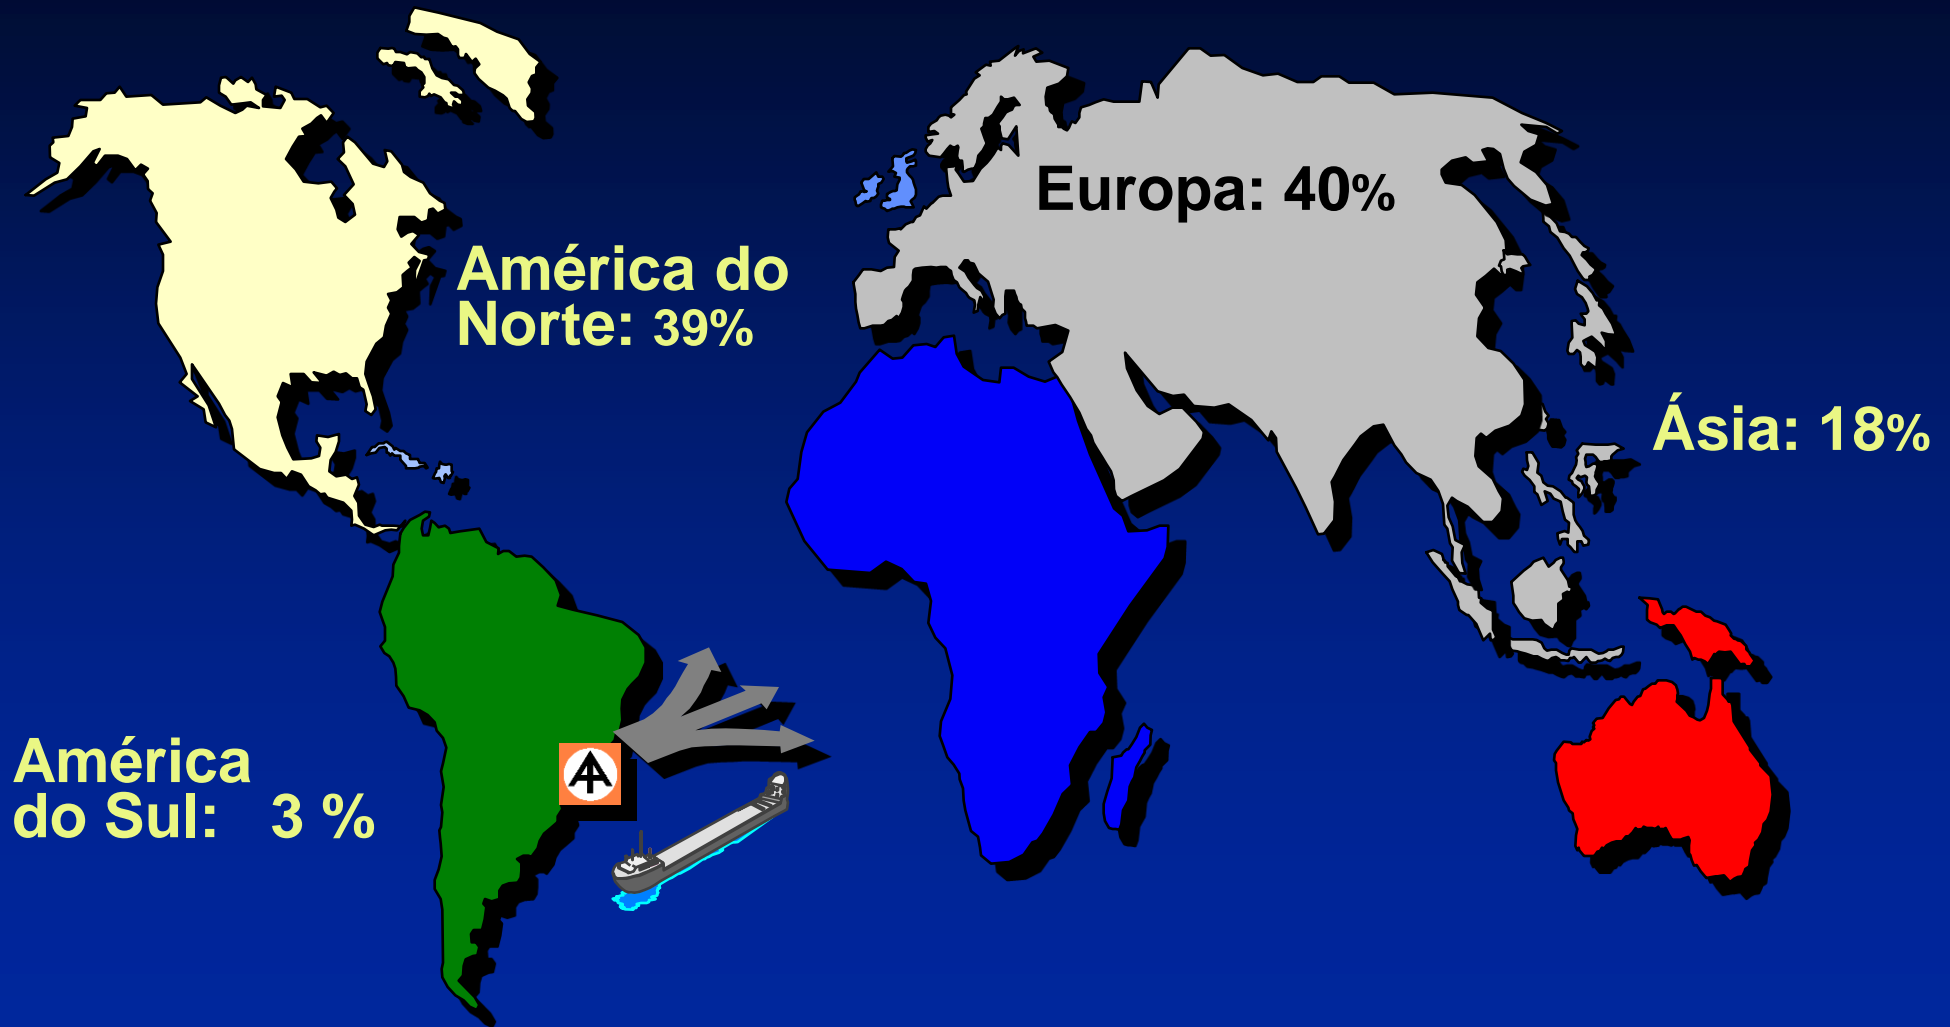 Europa: 40%
América do
Norte: 39%
Ásia: 18%
América
do Sul: 3 %